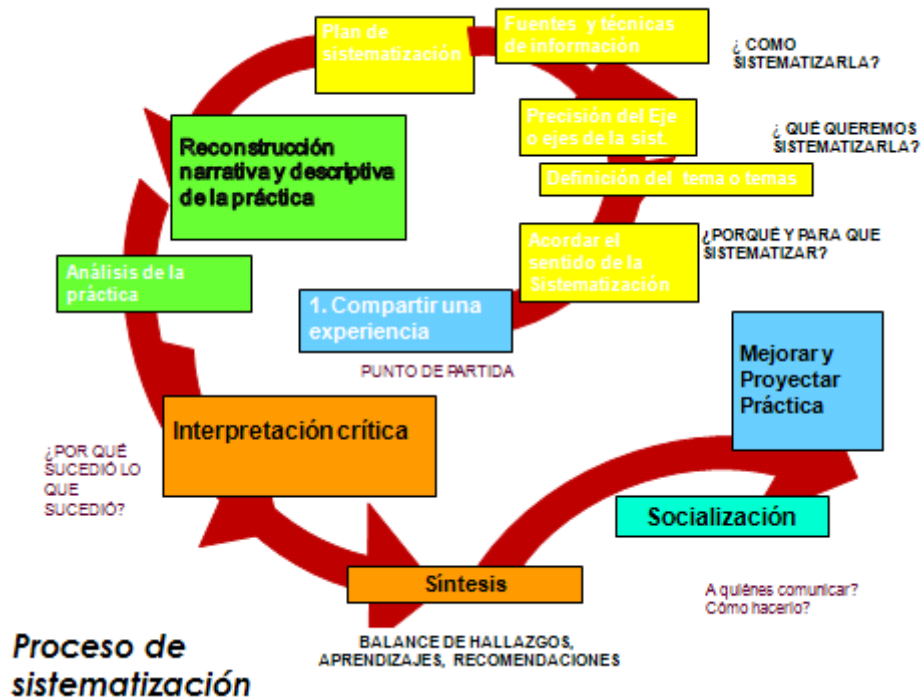 Plan de
sistematización
Fuentes y técnicas
de información
¿ COMO
SISTEMATIZARLA?
Precisión del Eje
o ejes de la sist.
¿ QUÉ QUEREMOS
SISTEMATIZARLA?
Definición del tema o temas
Reconstrucción
narrativa y descriptiva
de la práctica
Acordar el
sentido de la
Sistematización
¿PORQUÉ Y PARA QUE
SISTEMATIZAR?
Análisis de la
práctica
1. Compartir una
experiencia
PUNTO DE PARTIDA
Mejorar y
Proyectar
Práctica
Interpretación crítica
¿POR QUÉ
SUCEDIÓ LO
QUE
SUCEDIÓ?
Socialización
Síntesis
A quiénes comunicar?
Cómo hacerlo?
BALANCE DE HALLAZGOS,
APRENDIZAJES, RECOMENDACIONES
Proceso de
sistematización